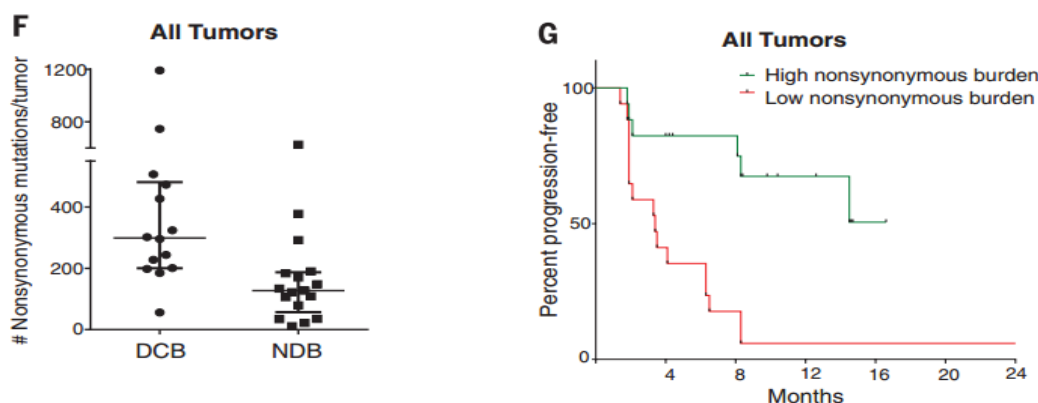 F
All Tumors
# Nonsynonymous mutations/tumor
1200
800
400
200
0
DCB
NDB
G
All Tumors
High nonsynonymous burden
Low nonsynonymous burden
Percent progression-free
100
50
0
4
8
12
16
20
24
Months